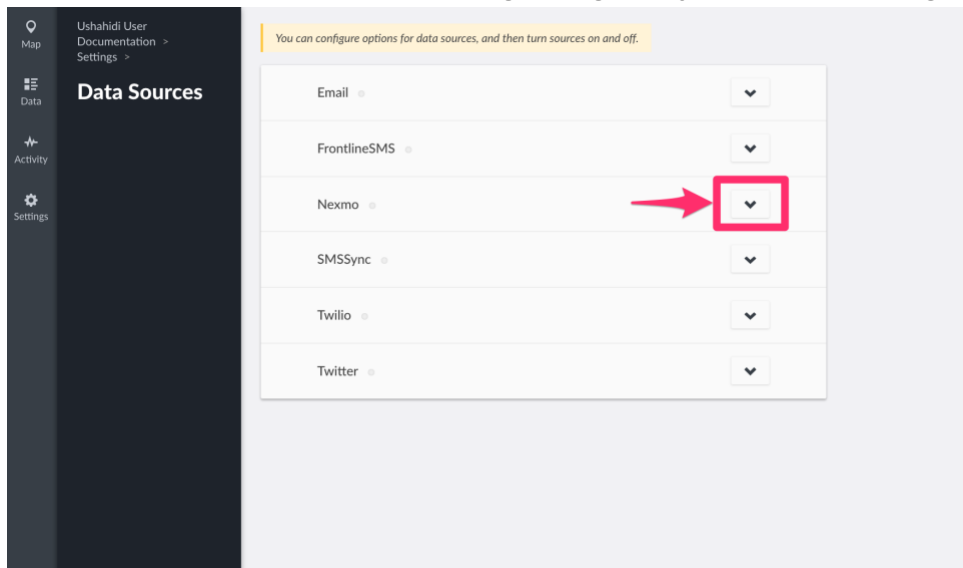 Map
Data
Activity
Settings
Ushahidi User
Documentation >
Settings >
Data Sources
You can configure options for data sources, and then turn sources on and off.
Email
FrontlineSMS
Nexmo
SMSSync
Twilio
Twitter